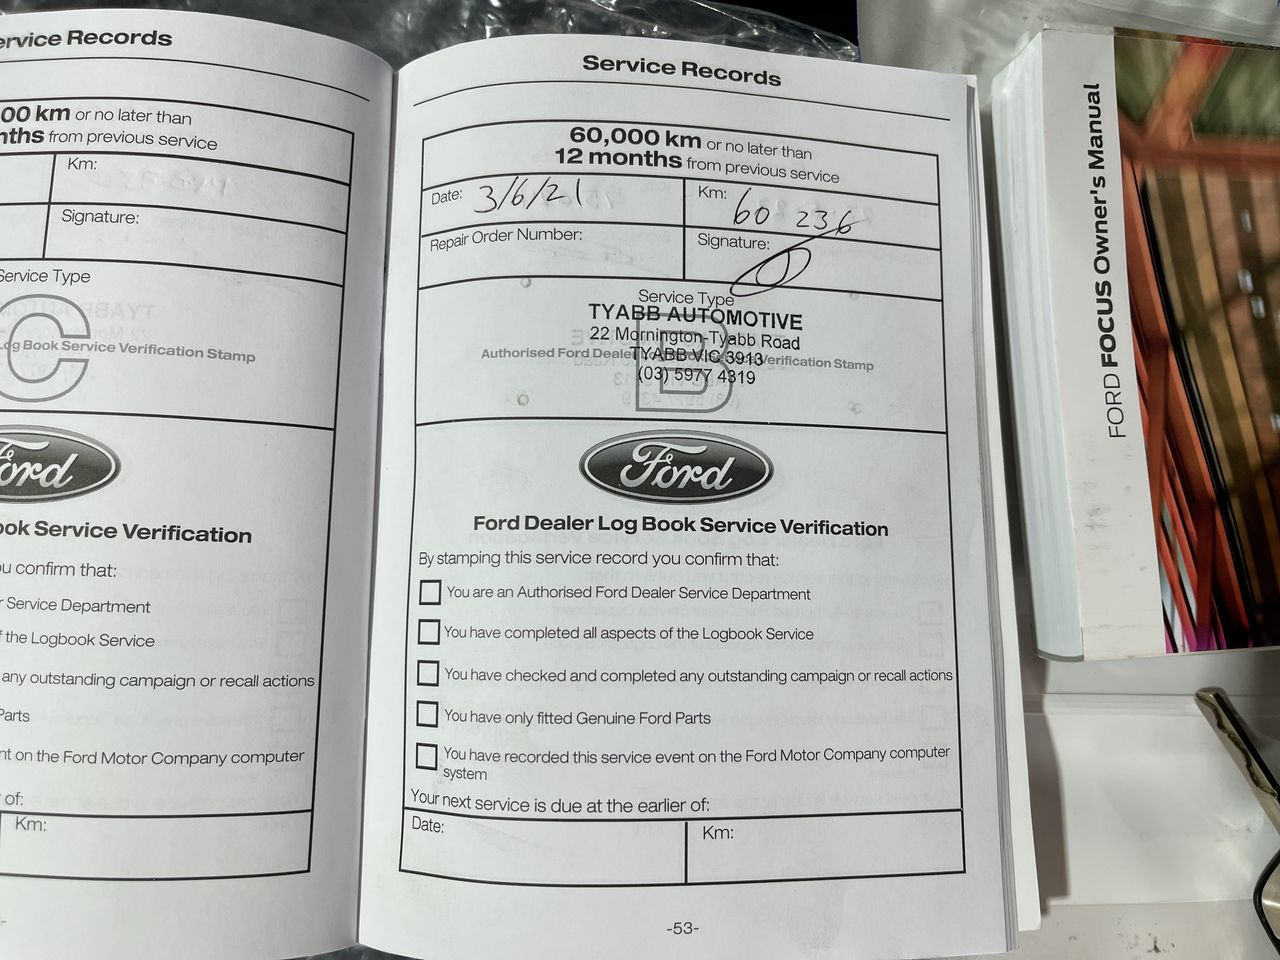 ervice Records
00 km or no later than
nths from previous service
Km:
Signature:
Service Type
C
Log Book Service Verification Stamp
Ford
ook Service Verification
u confirm that:
r Service Department
f the Logbook Service
any outstanding campaign or recall actions
Parts
nt on the Ford Motor Company computer
of:
Km:
Service Records
60,000 km or no later than
12 months from previous service
Date: 3/6/21
Km: 60 236
Repair Order Number:
Signature:
Service Type
TYABB AUTOMOTIVE
22 Mornington-Tyabb Road
TYABB VIC 3913
(03) 5977 4319
B
Authorised Ford Deale Verification Stamp
Ford
Ford Dealer Log Book Service Verification
By stamping this service record you confirm that:
You are an Authorised Ford Dealer Service Department
You have completed all aspects of the Logbook Service
You have checked and completed any outstanding campaign or recall actions
You have only fitted Genuine Ford Parts
You have recorded this service event on the Ford Motor Company computer
system
Your next service is due at the earlier of:
Date:
Km:
-53-
FORD FOCUS Owner's Manual